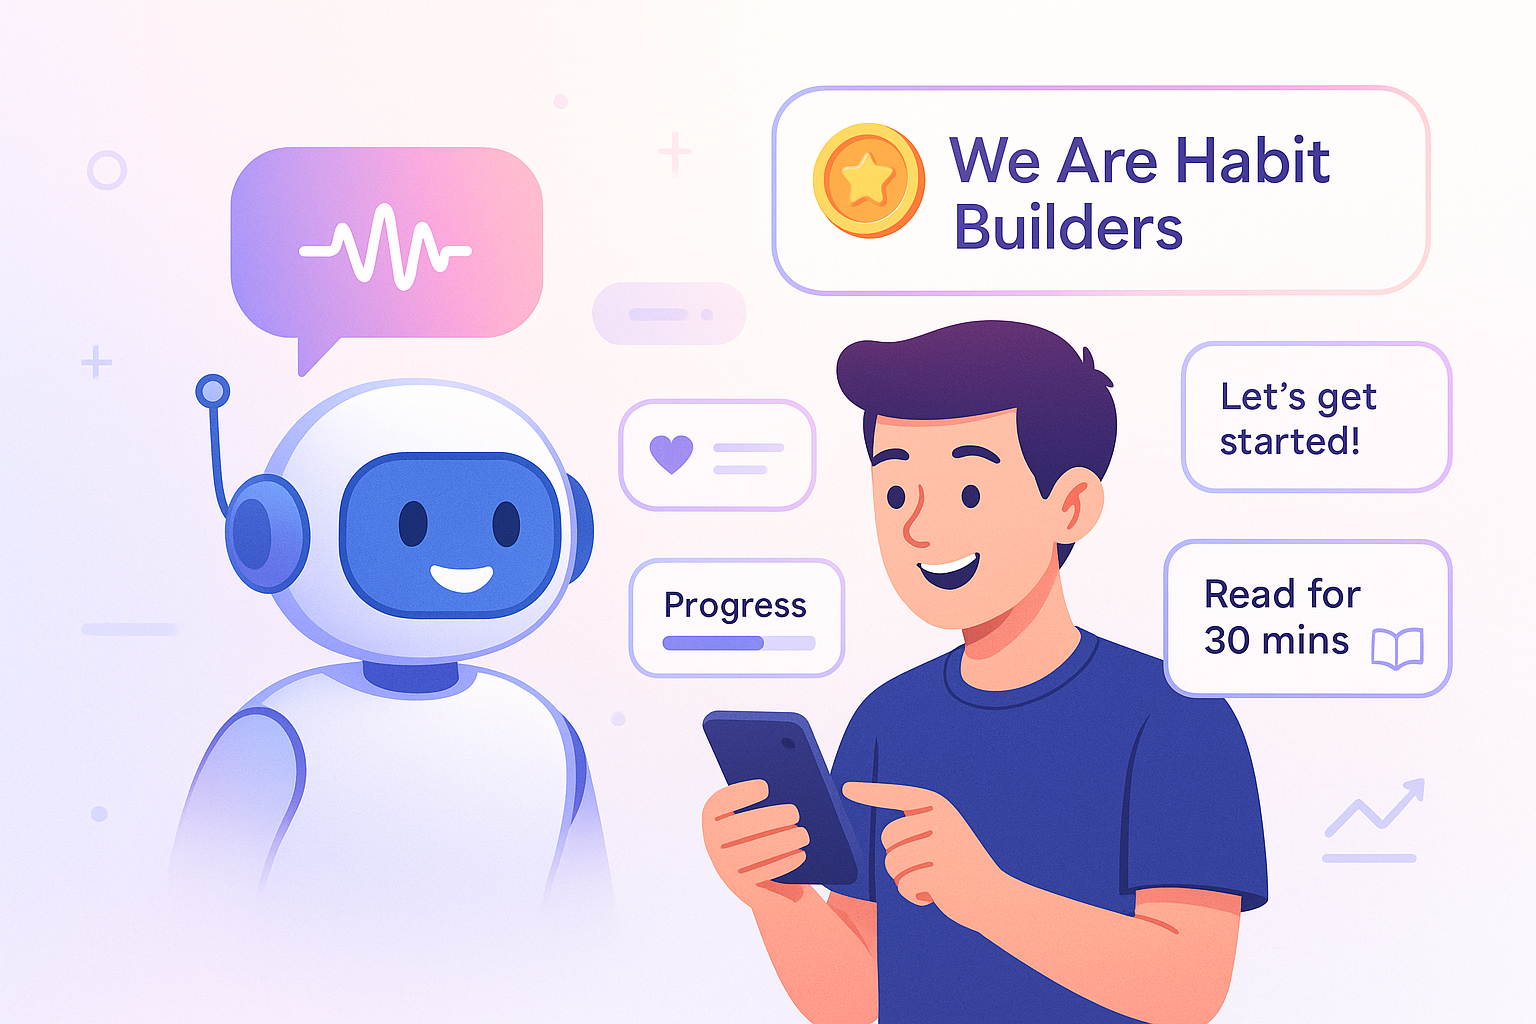 We Are Habit
Builders
Let's get
started!
Progress
Read for
30 mins